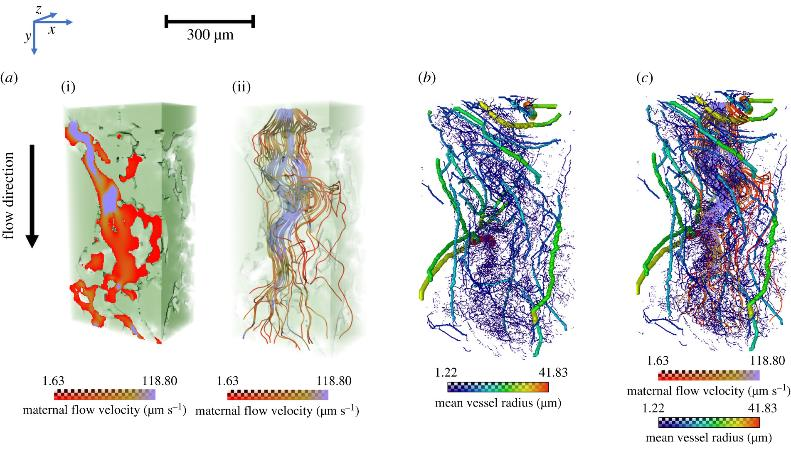 z
x
y
300 µm
(a)
(i)
(ii)
(b)
(c)
flow direction
1.63 118.80
maternal flow velocity (µm s⁻¹)
1.63 118.80
maternal flow velocity (µm s⁻¹)
1.22 41.83
mean vessel radius (µm)
1.63 118.80
maternal flow velocity (µm s⁻¹)
1.22 41.83
mean vessel radius (µm)